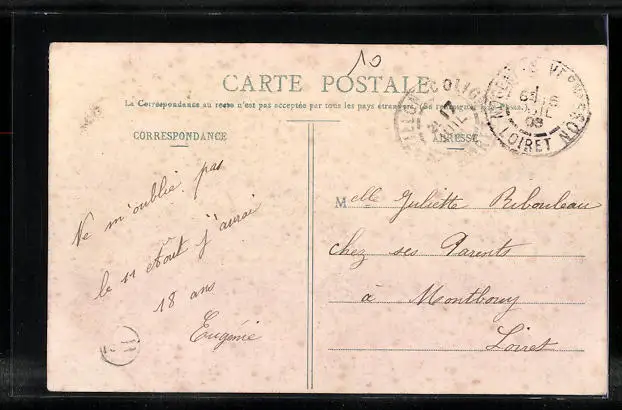 10
CARTE POSTALE
La Correspondance au recto n'est pas acceptée par tous les pays étrangers.
CORRESPONDANCE
ADRESSE
LOIRET
Ne m'oublie pas
le 11 Août j'aurai
18 ans
Eugénie
Melle Juliette Ribouleau
chez ses Parents
à Montbouy
Loiret